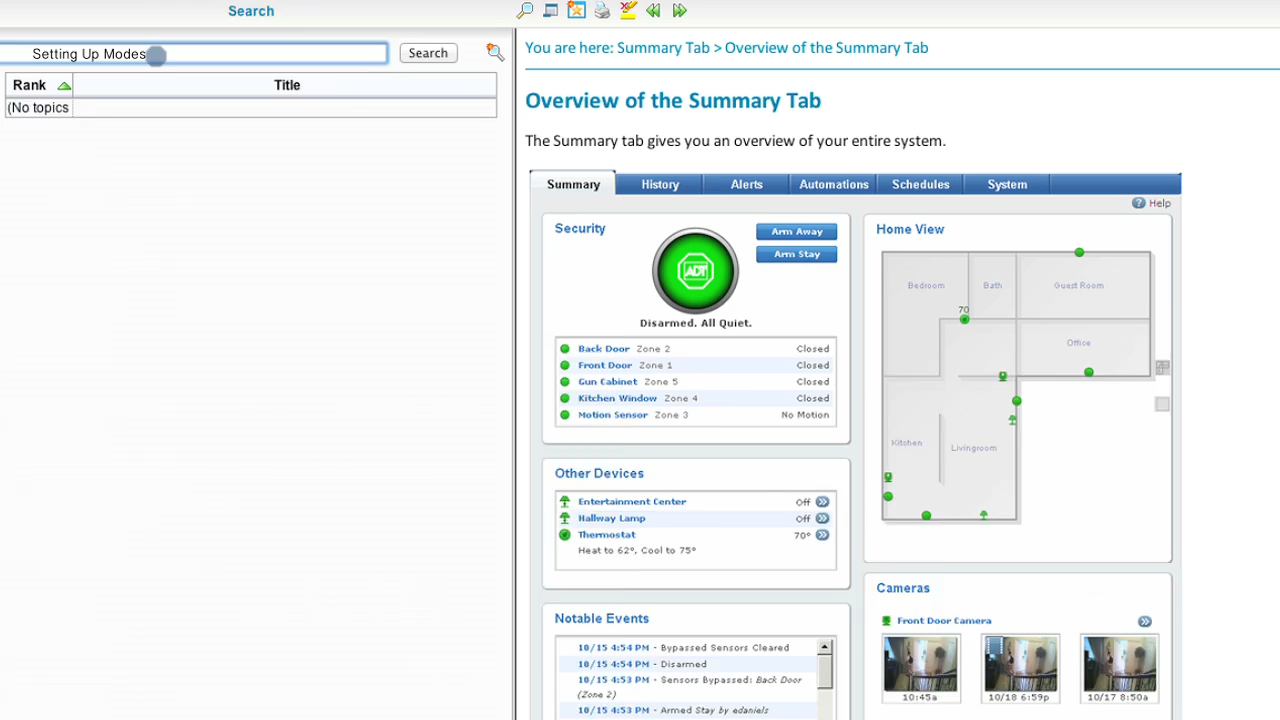 Search
Setting Up Modes
Search
Rank
Title
(No topics
You are here: Summary Tab > Overview of the Summary Tab
Overview of the Summary Tab
The Summary tab gives you an overview of your entire system.
Summary
History
Alerts
Automations
Schedules
System
Help
Security
Arm Away
Arm Stay
ADT
Disarmed. All Quiet.
Back Door Zone 2 Closed
Front Door Zone 1 Closed
Gun Cabinet Zone 5 Closed
Kitchen Window Zone 4 Closed
Motion Sensor Zone 3 No Motion
Other Devices
Entertainment Center Off
Hallway Lamp Off
Thermostat 70°
Heat to 62°, Cool to 75°
Notable Events
10/15 4:54 PM - Bypassed Sensors Cleared
10/15 4:54 PM - Disarmed
10/15 4:53 PM - Sensors Bypassed: Back Door
(Zone 2)
10/15 4:53 PM - Armed Stay by edaniels
Home View
Bedroom
Bath
Guest Room
70
Office
Kitchen
Livingroom
Cameras
Front Door Camera
10:45a
10/18 6:59p
10/17 8:50a